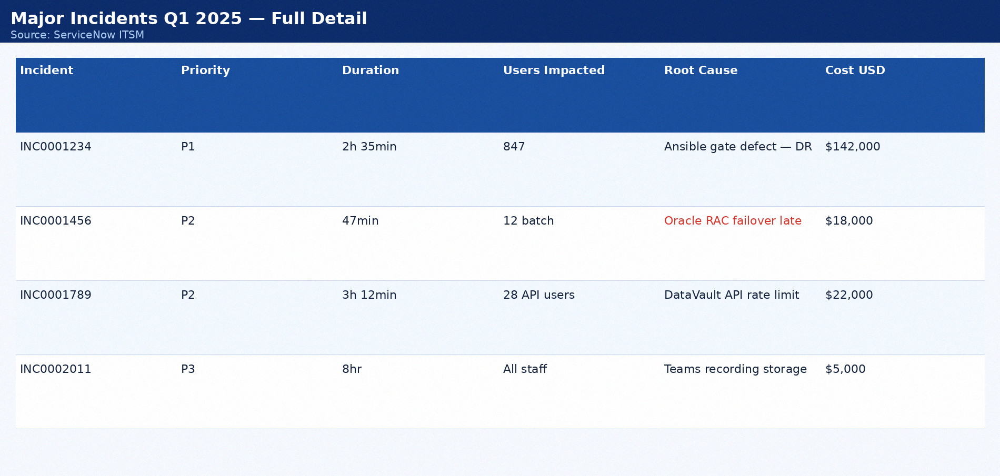 Major Incidents Q1 2025 — Full Detail
Source: ServiceNow ITSM
Incident Priority Duration Users Impacted Root Cause Cost USD
INC0001234 P1 2h 35min 847 Ansible gate defect — DR $142,000
INC0001456 P2 47min 12 batch Oracle RAC failover late $18,000
INC0001789 P2 3h 12min 28 API users DataVault API rate limit $22,000
INC0002011 P3 8hr All staff Teams recording storage $5,000